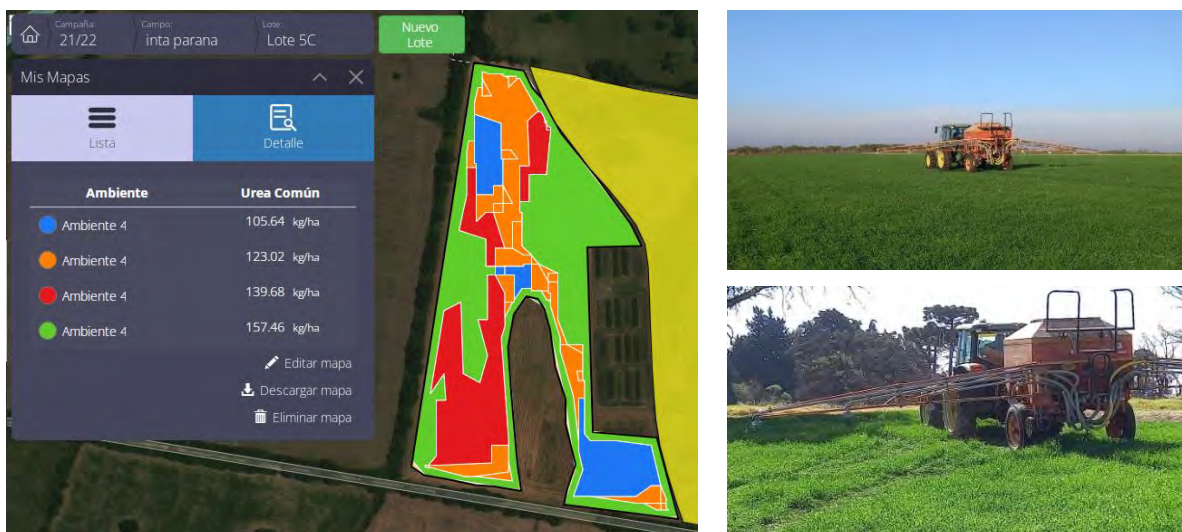 Campaña:
21/22
Campo:
inta parana
Lote:
Lote 5C
Nuevo
Lote
Mis Mapas
Lista
Detalle
Ambiente Urea Común
Ambiente 4 105.64 kg/ha
Ambiente 4 123.02 kg/ha
Ambiente 4 139.68 kg/ha
Ambiente 4 157.46 kg/ha
Editar mapa
Descargar mapa
Eliminar mapa